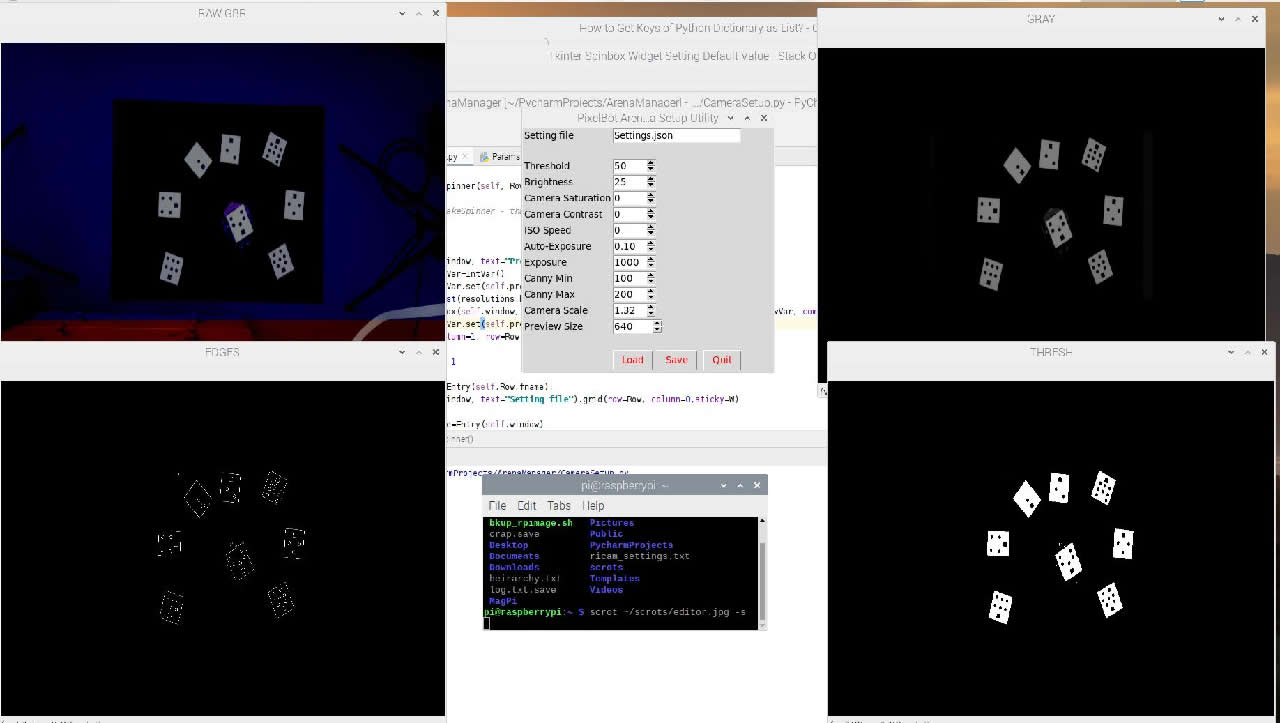 RAW GBR
How to Get Keys of Python Dictionary as List? -
GRAY
Tkinter Spinbox Widget Setting Default Value - Stack O
naManager [~/PycharmProjects/ArenaManager] - .../CameraSetup.py - PyCh
PixelBot Aren...a Setup Utility
Setting file Settings.json
.py Params
Threshold 50
Brightness 25
Camera Saturation 0
Camera Contrast 0
ISO Speed 0
Auto-Exposure 0.10
Exposure 1000
Canny Min 100
Canny Max 200
Camera Scale 1.32
Preview Size 640
Load Save Quit
pinner(self, Row
akeSpinner - th
indow, text="Pr
Var=IntVar()
Var.set(self.pr
st(resolutions.
ox(self.window, vVar, com
Var.set(self.pr
lumn=1, row=Row
1
Entry(self.Row.fname)
indow, text="Setting file").grid(row=Row, column=0,sticky=W)
e=Entry(self.window)
inner()
rmProjects/ArenaManager/CameraSetup.py
EDGES
THRESH
pi@raspberrypi: ~
File Edit Tabs Help
bkup_rpimage.sh Pictures
crap.save Public
Desktop PycharmProjects
Documents ricam_settings.txt
Downloads scrots
heirarchy.txt Templates
log.txt.save Videos
MagPi
pi@raspberrypi:~ $ scrot ~/scrots/editor.jpg -s